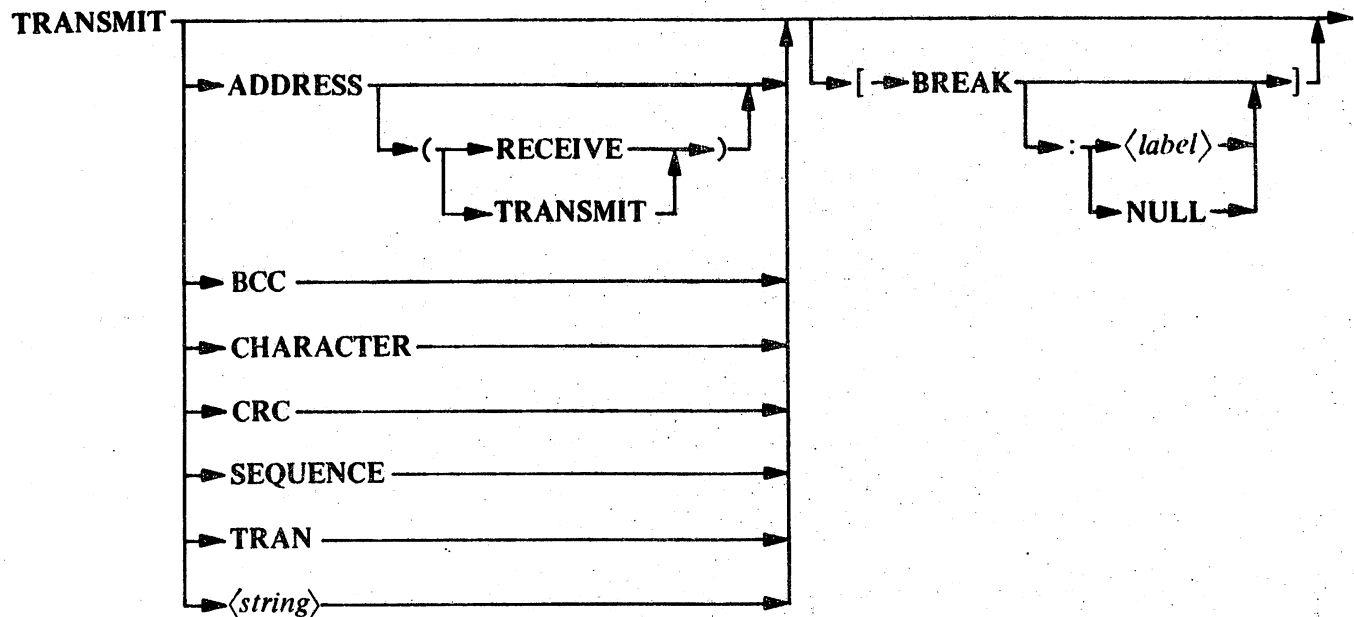 TRANSMIT
ADDRESS
( RECEIVE )
TRANSMIT
BCC
CHARACTER
CRC
SEQUENCE
TRAN
⟨string⟩
[ BREAK ]
: ⟨label⟩
NULL